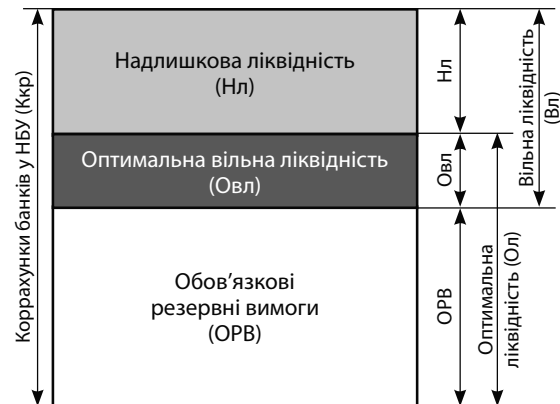 Коррахунки банків у НБУ (Ккр)
Надлишкова ліквідність
(Нл)
Оптимальна вільна ліквідність
(Овл)
Обов’язкові
резервні вимоги
(ОРВ)
Нл
Овл
ОРВ
Вільна ліквідність
(Вл)
Оптимальна
ліквідність (Ол)